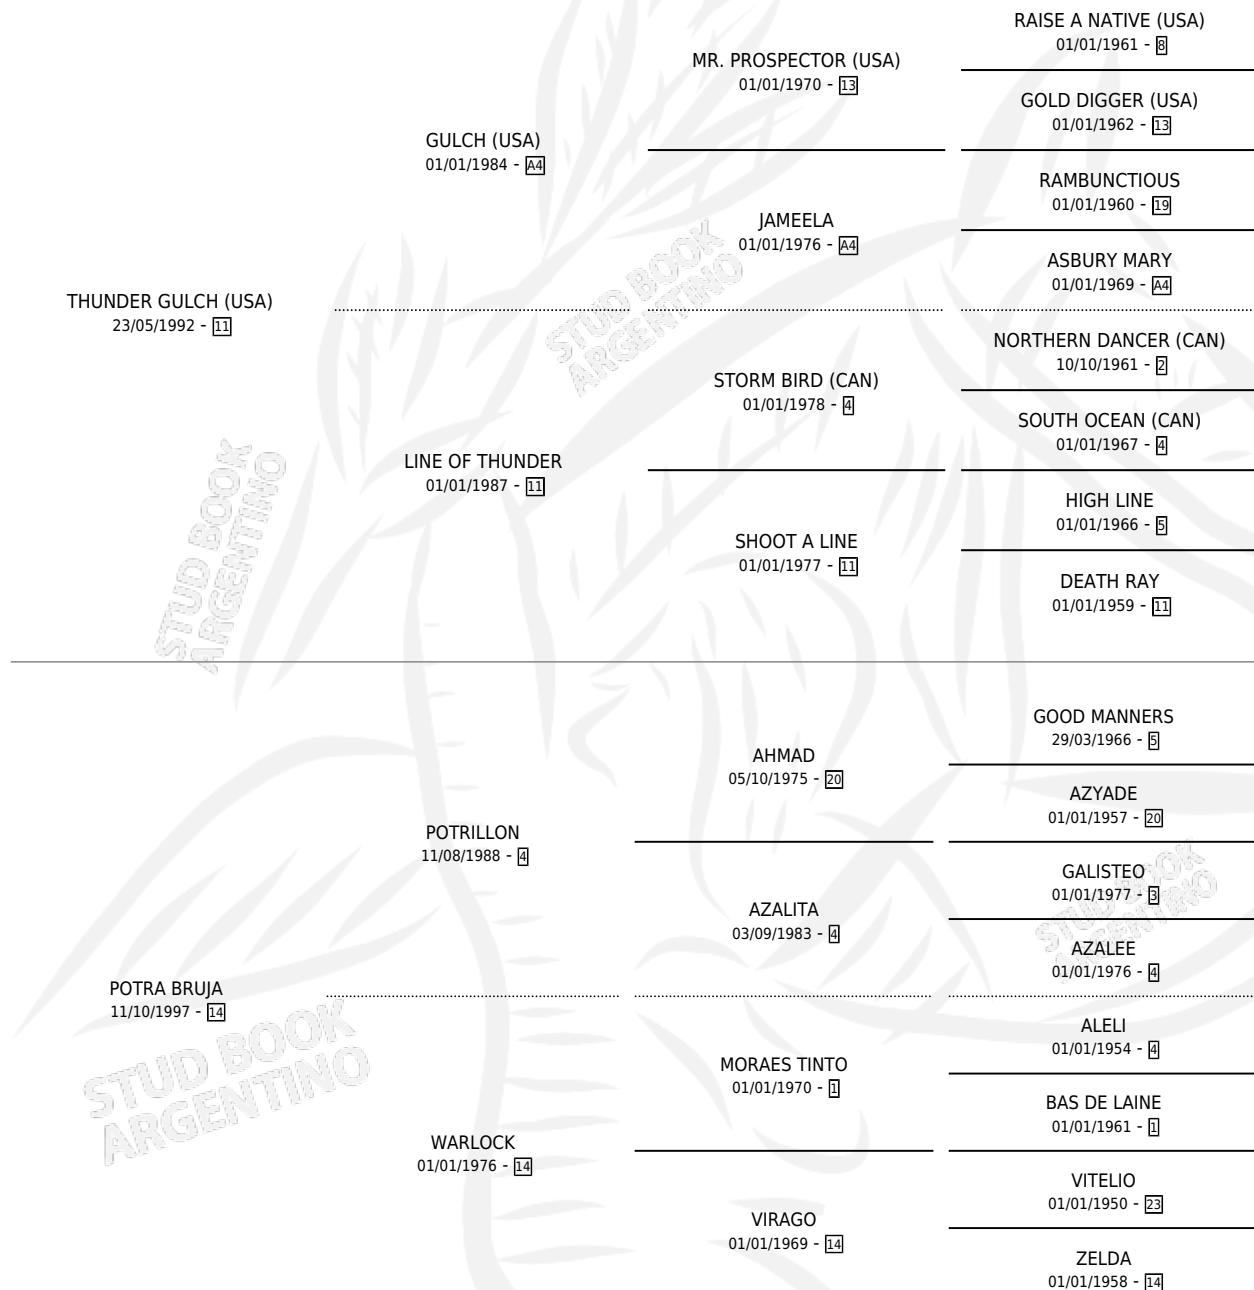 RAISE A NATIVE (USA)
01/01/1961 - 8
MR. PROSPECTOR (USA)
01/01/1970 - 13
GOLD DIGGER (USA)
01/01/1962 - 13
GULCH (USA)
01/01/1984 - A4
RAMBUNCTIOUS
01/01/1960 - 19
JAMEELA
01/01/1976 - A4
ASBURY MARY
01/01/1969 - A4
THUNDER GULCH (USA)
23/05/1992 - 11
NORTHERN DANCER (CAN)
10/10/1961 - 2
STORM BIRD (CAN)
01/01/1978 - 4
SOUTH OCEAN (CAN)
01/01/1967 - 4
LINE OF THUNDER
01/01/1987 - 11
HIGH LINE
01/01/1966 - 5
SHOOT A LINE
01/01/1977 - 11
DEATH RAY
01/01/1959 - 11
GOOD MANNERS
29/03/1966 - 5
AHMAD
05/10/1975 - 20
AZYADE
01/01/1957 - 20
POTRILLON
11/08/1988 - 4
GALISTEO
01/01/1977 - 3
AZALITA
03/09/1983 - 4
AZALEE
01/01/1976 - 4
POTRA BRUJA
11/10/1997 - 14
ALELI
01/01/1954 - 4
MORAES TINTO
01/01/1970 - 1
BAS DE LAINE
01/01/1961 - 1
WARLOCK
01/01/1976 - 14
VITELIO
01/01/1950 - 23
VIRAGO
01/01/1969 - 14
ZELDA
01/01/1958 - 14
STUD BOOK
ARGENTINO
STUD BOOK
ARGENTINO
STUD BOOK
ARGENTINO
STUD BOOK
ARGENTINO